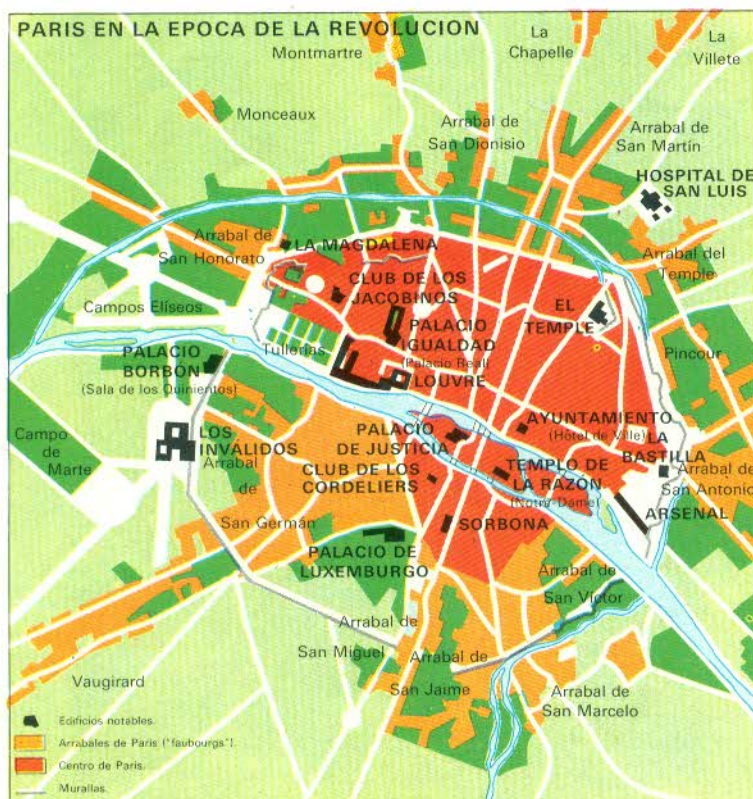 PARIS EN LA EPOCA DE LA REVOLUCION
Montmartre
La
Chapelle
La
Villete
Monceaux
Arrabal de
San Dionisio
Arrabal de
San Martín
HOSPITAL DE
SAN LUIS
Arrabal de
San Honorato
LA MAGDALENA
Arrabal del
Temple
CLUB DE LOS
JACOBINOS
Campos Elíseos
EL
TEMPLE
PALACIO
IGUALDAD
(Palacio Real)
Tullerías
LOUVRE
Pincour
PALACIO
BORBÓN
(Sala de los Quinientos)
AYUNTAMIENTO
(Hôtel de Ville)
LA
BASTILLA
Campo
de
Marte
LOS
INVÁLIDOS
PALACIO
DE JUSTICIA
CLUB DE LOS
CORDELIERS
TEMPLO DE
LA RAZÓN
(Notre-Dame)
Arrabal de
San Antonio
Arrabal
de
San Germán
SORBONA
ARSENAL
PALACIO DE
LUXEMBURGO
Arrabal de
San Víctor
Arrabal de
San Miguel
Arrabal de
San Jaime
Vaugirard
Arrabal de
San Marcelo
Edificios notables.
Arrabales de París ("faubourgs").
Centro de París.
Murallas.